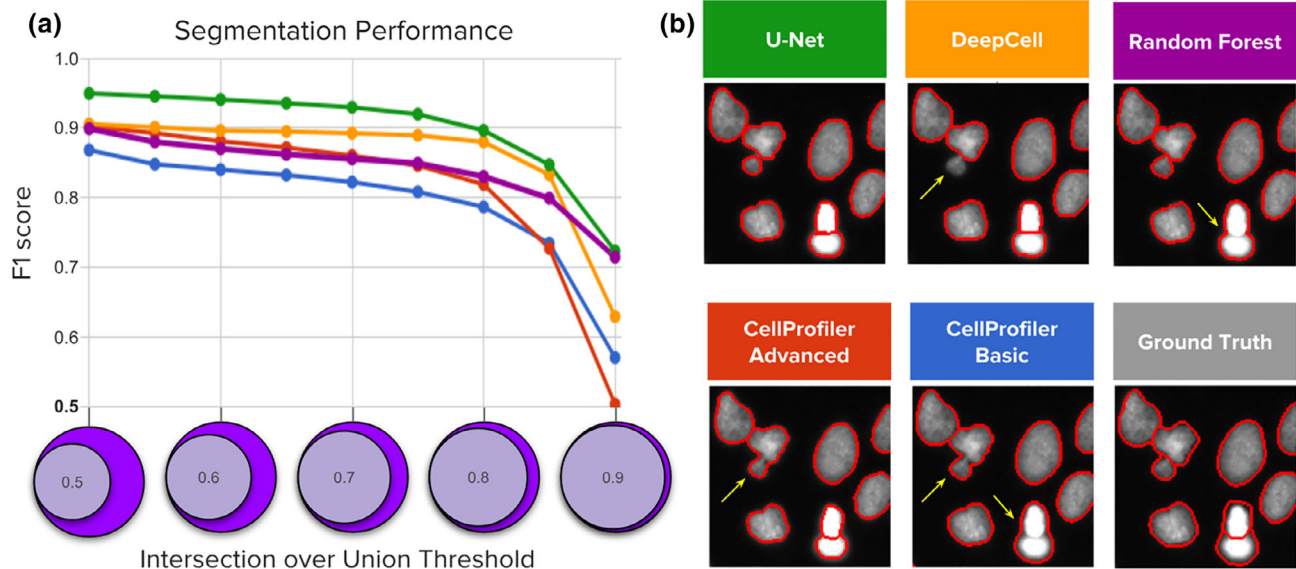 (a)
Segmentation Performance
1.0
0.9
0.8
0.7
0.6
0.5
F1 score
0.5
0.6
0.7
0.8
0.9
Intersection over Union Threshold
(b)
U-Net
DeepCell
Random Forest
CellProfiler
Advanced
CellProfiler
Basic
Ground Truth